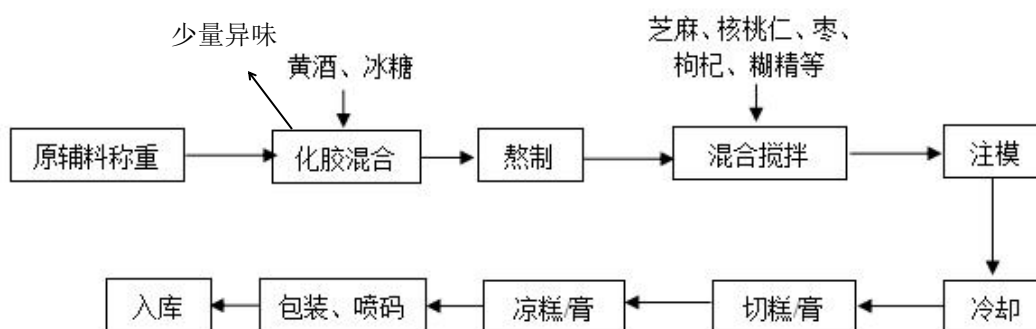 少量异味
黄酒、冰糖
芝麻、核桃仁、枣、
枸杞、糊精等
原辅料称重
化胶混合
熬制
混合搅拌
注模
入库
包装、喷码
凉糕/膏
切糕/膏
冷却